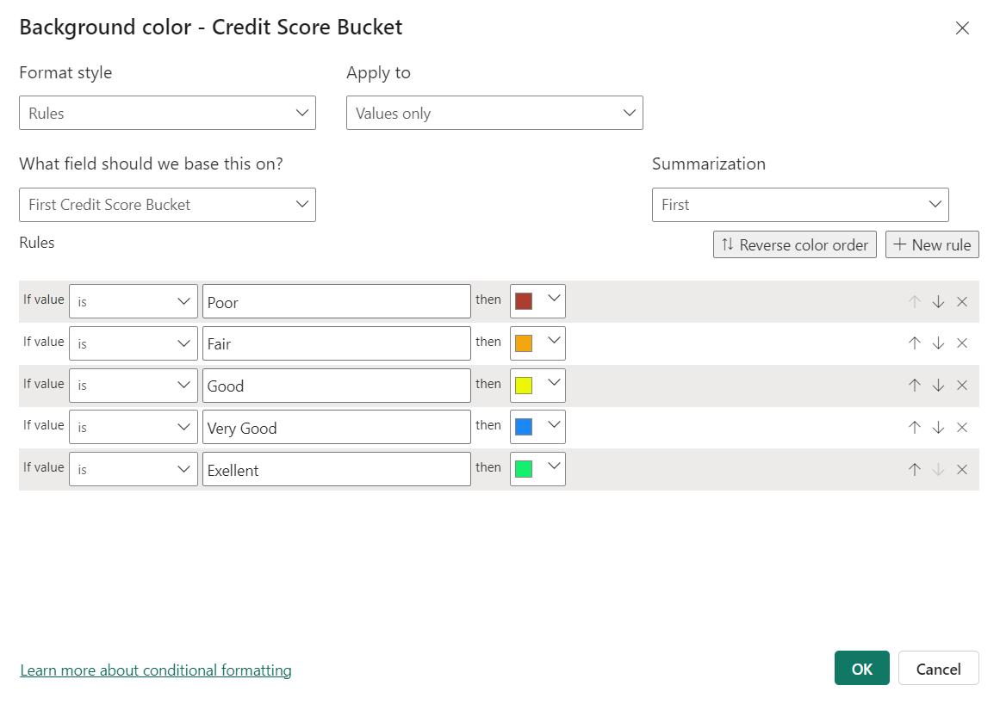 Background color - Credit Score Bucket
Format style
Apply to
Rules
Values only
What field should we base this on?
Summarization
First Credit Score Bucket
First
Rules
Reverse color order
New rule
If value is Poor then
If value is Fair then
If value is Good then
If value is Very Good then
If value is Exellent then
Learn more about conditional formatting
OK
Cancel